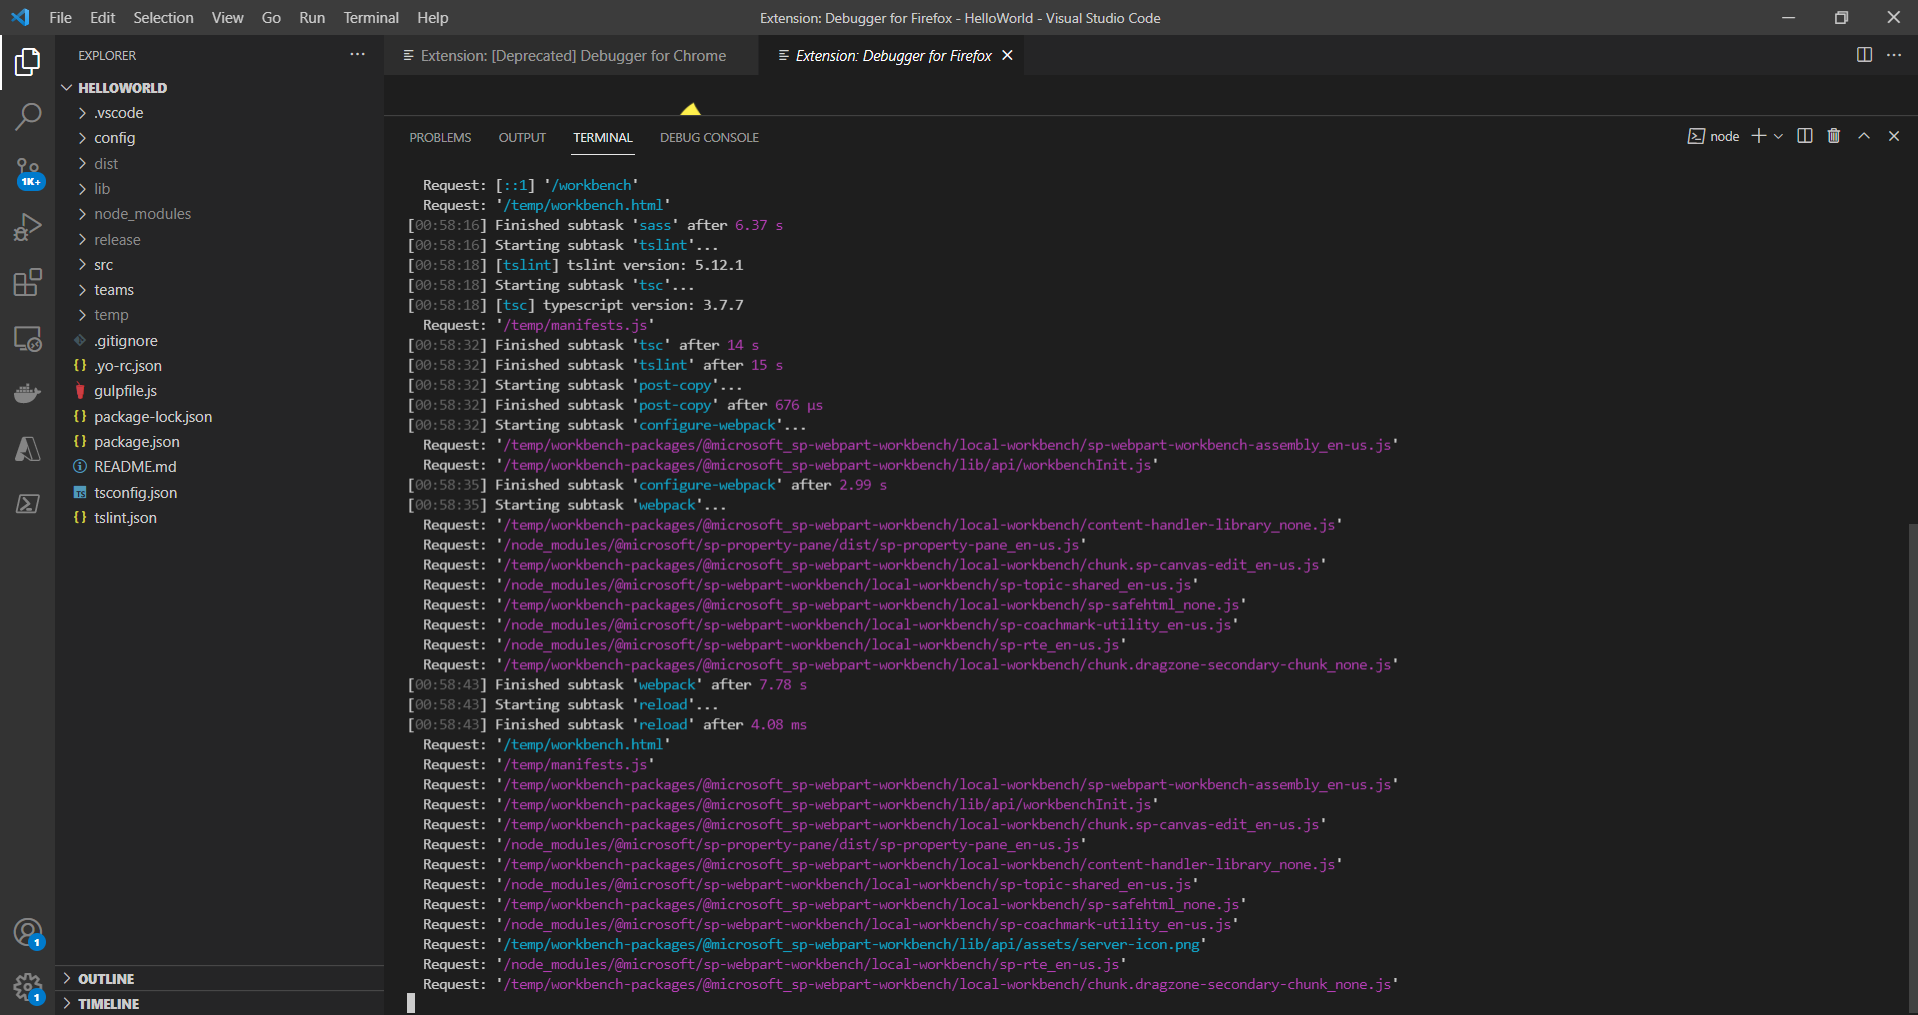 File Edit Selection View Go Run Terminal Help
Extension: Debugger for Firefox - HelloWorld - Visual Studio Code
EXPLORER
HELLOWORLD
.vscode
config
dist
lib
node_modules
release
src
teams
temp
.gitignore
{} .yo-rc.json
gulpfile.js
{} package-lock.json
{} package.json
README.md
TS tsconfig.json
{} tslint.json
OUTLINE
TIMELINE
1K+
1
1
Extension: [Deprecated] Debugger for Chrome
Extension: Debugger for Firefox
PROBLEMS OUTPUT TERMINAL DEBUG CONSOLE
node
Request: [::1] '/workbench'
Request: '/temp/workbench.html'
[00:58:16] Finished subtask 'sass' after 6.37 s
[00:58:16] Starting subtask 'tslint'...
[00:58:18] [tslint] tslint version: 5.12.1
[00:58:18] Starting subtask 'tsc'...
[00:58:18] [tsc] typescript version: 3.7.7
Request: '/temp/manifests.js'
[00:58:32] Finished subtask 'tsc' after 14 s
[00:58:32] Finished subtask 'tslint' after 15 s
[00:58:32] Starting subtask 'post-copy'...
[00:58:32] Finished subtask 'post-copy' after 676 μs
[00:58:32] Starting subtask 'configure-webpack'...
Request: '/temp/workbench-packages/@microsoft_sp-webpart-workbench/local-workbench/sp-webpart-workbench-assembly_en-us.js'
Request: '/temp/workbench-packages/@microsoft_sp-webpart-workbench/lib/api/workbenchInit.js'
[00:58:35] Finished subtask 'configure-webpack' after 2.99 s
[00:58:35] Starting subtask 'webpack'...
Request: '/temp/workbench-packages/@microsoft_sp-webpart-workbench/local-workbench/content-handler-library_none.js'
Request: '/node_modules/@microsoft/sp-property-pane/dist/sp-property-pane_en-us.js'
Request: '/temp/workbench-packages/@microsoft_sp-webpart-workbench/local-workbench/chunk.sp-canvas-edit_en-us.js'
Request: '/node_modules/@microsoft/sp-webpart-workbench/local-workbench/sp-topic-shared_en-us.js'
Request: '/temp/workbench-packages/@microsoft_sp-webpart-workbench/local-workbench/sp-safehtml_none.js'
Request: '/node_modules/@microsoft/sp-webpart-workbench/local-workbench/sp-coachmark-utility_en-us.js'
Request: '/node_modules/@microsoft/sp-webpart-workbench/local-workbench/sp-rte_en-us.js'
Request: '/temp/workbench-packages/@microsoft_sp-webpart-workbench/local-workbench/chunk.dragzone-secondary-chunk_none.js'
[00:58:43] Finished subtask 'webpack' after 7.78 s
[00:58:43] Starting subtask 'reload'...
[00:58:43] Finished subtask 'reload' after 4.08 ms
Request: '/temp/workbench.html'
Request: '/temp/manifests.js'
Request: '/temp/workbench-packages/@microsoft_sp-webpart-workbench/local-workbench/sp-webpart-workbench-assembly_en-us.js'
Request: '/temp/workbench-packages/@microsoft_sp-webpart-workbench/lib/api/workbenchInit.js'
Request: '/temp/workbench-packages/@microsoft_sp-webpart-workbench/local-workbench/chunk.sp-canvas-edit_en-us.js'
Request: '/node_modules/@microsoft/sp-property-pane/dist/sp-property-pane_en-us.js'
Request: '/temp/workbench-packages/@microsoft_sp-webpart-workbench/local-workbench/content-handler-library_none.js'
Request: '/node_modules/@microsoft/sp-webpart-workbench/local-workbench/sp-topic-shared_en-us.js'
Request: '/temp/workbench-packages/@microsoft_sp-webpart-workbench/local-workbench/sp-safehtml_none.js'
Request: '/node_modules/@microsoft/sp-webpart-workbench/local-workbench/sp-coachmark-utility_en-us.js'
Request: '/temp/workbench-packages/@microsoft_sp-webpart-workbench/lib/api/assets/server-icon.png'
Request: '/node_modules/@microsoft/sp-webpart-workbench/local-workbench/sp-rte_en-us.js'
Request: '/temp/workbench-packages/@microsoft_sp-webpart-workbench/local-workbench/chunk.dragzone-secondary-chunk_none.js'